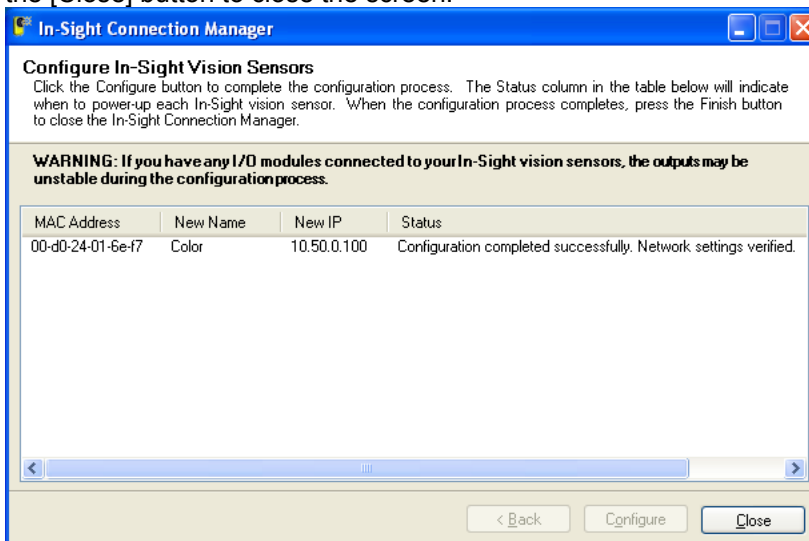 the [Close] button to close the screen.
In-Sight Connection Manager
Configure In-Sight Vision Sensors
Click the Configure button to complete the configuration process. The Status column in the table below will indicate
when to power-up each In-Sight vision sensor. When the configuration process completes, press the Finish button
to close the In-Sight Connection Manager.
WARNING: If you have any I/O modules connected to your In-Sight vision sensors, the outputs may be
unstable during the configuration process.
MAC Address New Name New IP Status
00-d0-24-01-6e-f7 Color 10.50.0.100 Configuration completed successfully. Network settings verified.
< Back Configure Close